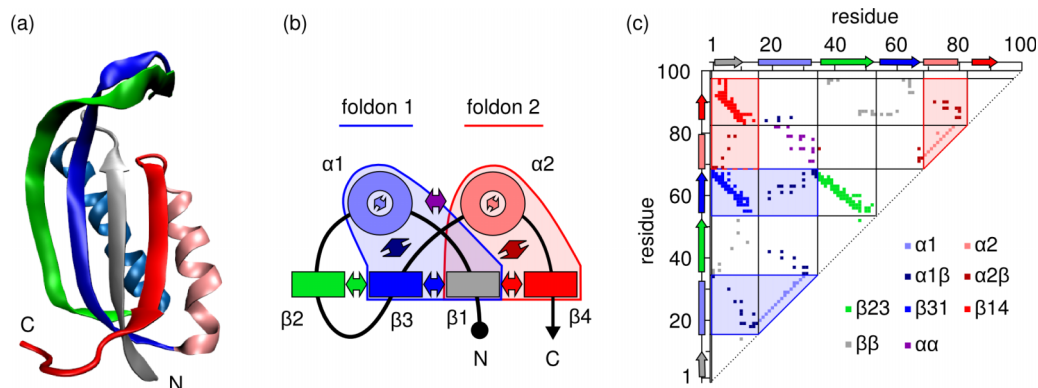 (a)
C
N
(b)
foldon 1
foldon 2
α1
α2
β2
β3
β1
β4
N
C
(c)
residue
1 20 40 60 80 100
100
80
60
40
20
1
residue
α1
α2
α1β
α2β
β23
β31
β14
ββ
αα